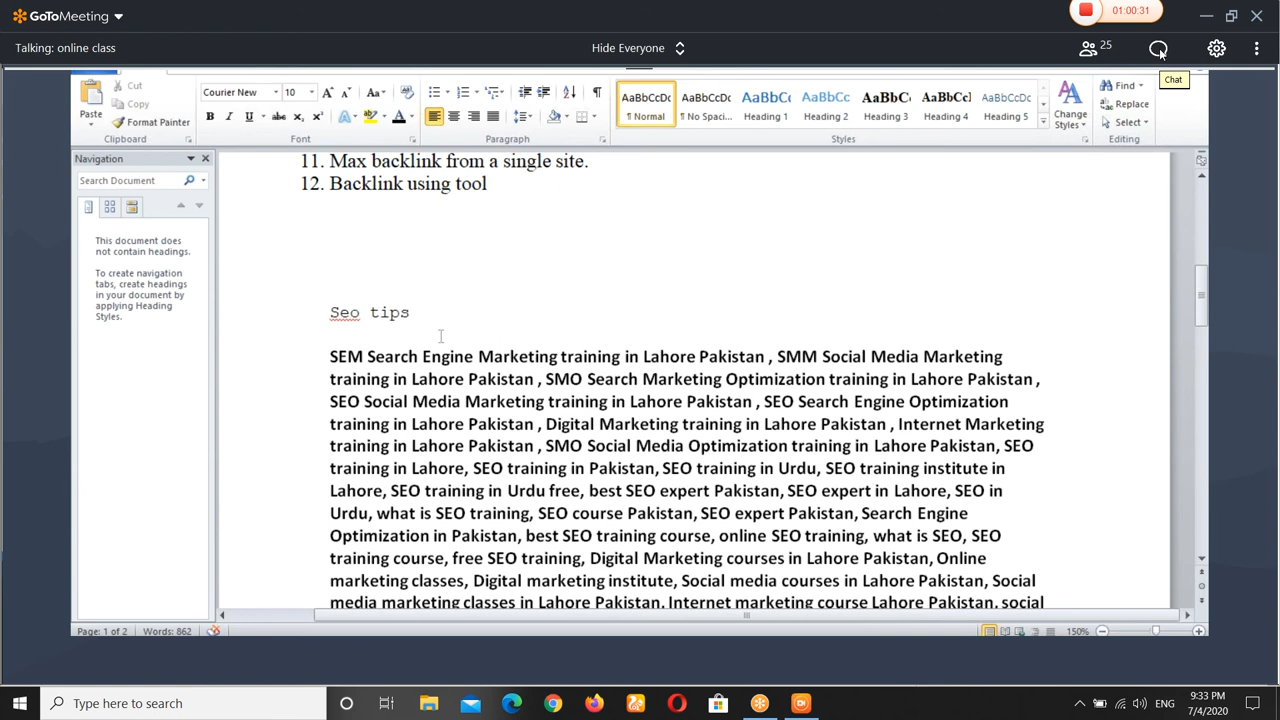 GoToMeeting
01:00:31
Talking: online class
Hide Everyone
25
Chat
Cut
Copy
Format Painter
Paste
Clipboard
Courier New
10
Font
Paragraph
AaBbCcDc
¶ Normal
AaBbCcDc
¶ No Spaci...
AaBbCc
Heading 1
AaBbCc
Heading 2
AaBbCc
Heading 3
AaBbCcI
Heading 4
AaBbCcDc
Heading 5
Styles
Change
Styles
Find
Replace
Select
Editing
Navigation
Search Document
This document does
not contain headings.
To create navigation
tabs, create headings
in your document by
applying Heading
Styles.
11. Max backlink from a single site.
12. Backlink using tool
Seo tips
SEM Search Engine Marketing training in Lahore Pakistan , SMM Social Media Marketing
training in Lahore Pakistan , SMO Search Marketing Optimization training in Lahore Pakistan ,
SEO Social Media Marketing training in Lahore Pakistan , SEO Search Engine Optimization
training in Lahore Pakistan , Digital Marketing training in Lahore Pakistan , Internet Marketing
training in Lahore Pakistan , SMO Social Media Optimization training in Lahore Pakistan, SEO
training in Lahore, SEO training in Pakistan, SEO training in Urdu, SEO training institute in
Lahore, SEO training in Urdu free, best SEO expert Pakistan, SEO expert in Lahore, SEO in
Urdu, what is SEO training, SEO course Pakistan, SEO expert Pakistan, Search Engine
Optimization in Pakistan, best SEO training course, online SEO training, what is SEO, SEO
training course, free SEO training, Digital Marketing courses in Lahore Pakistan, Online
marketing classes, Digital marketing institute, Social media courses in Lahore Pakistan, Social
media marketing classes in Lahore Pakistan, Internet marketing course Lahore Pakistan, social
Page: 1 of 2
Words: 862
150%
Type here to search
ENG
9:33 PM
7/4/2020